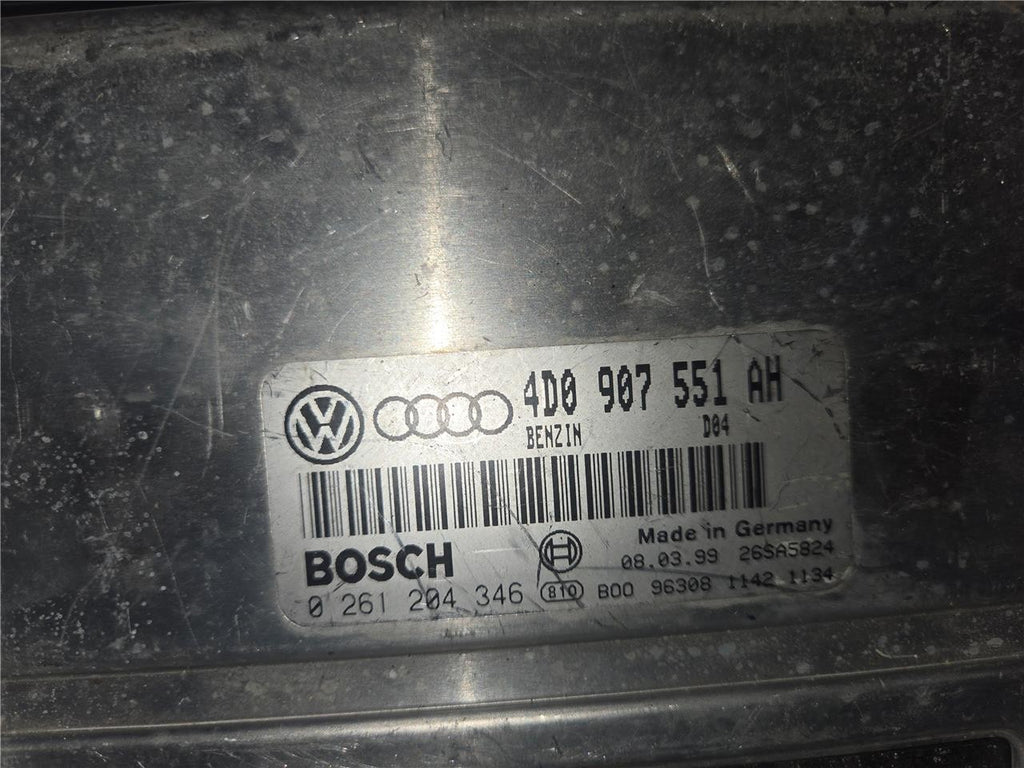 4D0 907 551 AH
BENZIN D04
Made in Germany
BOSCH 08.03.99 26SA5824
0 261 204 346 810 B00 96308 1142 1134